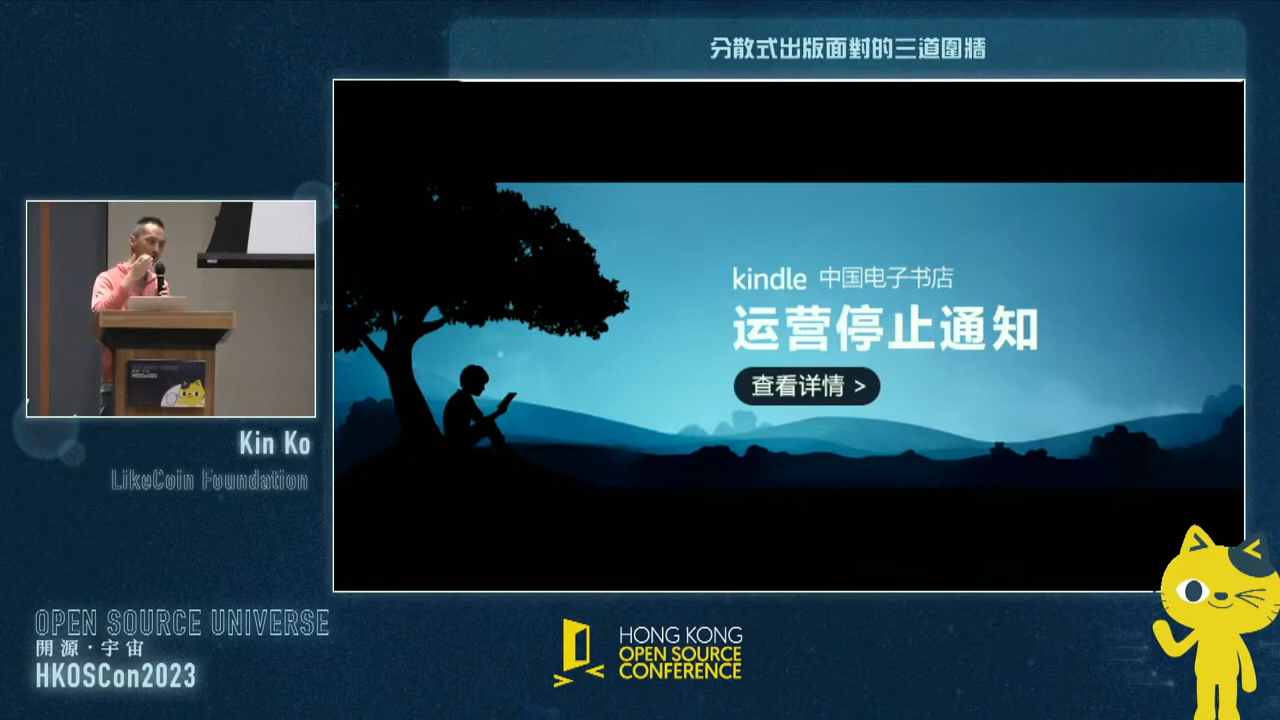 分散式出版面對的三道圍牆
kindle 中国电子书店
运营停止通知
查看详情 >
Kin Ko
LikeCoin Foundation
OPEN SOURCE UNIVERSE
開源·宇宙
HKOSCon2023
HONG KONG
OPEN SOURCE
CONFERENCE